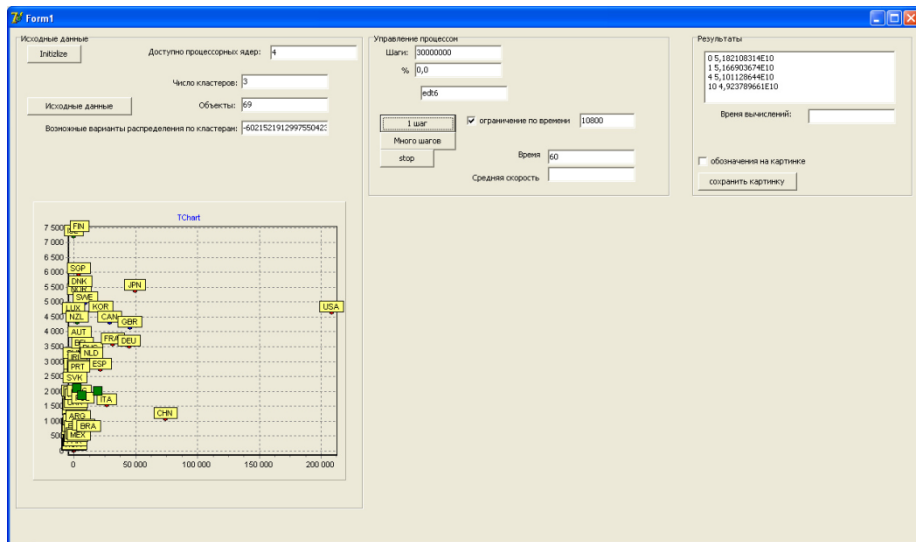 Form1
Исходные данные
Initizlize
Доступно процессорных ядер:
4
Число кластеров:
3
Исходные данные
Объекты:
69
Возможные варианты распределения по кластерам:
-6021521912997550423
Управление процессом
Шаги:
30000000
%
0,0
edt6
1 шаг
ограничение по времени
10800
Много шагов
stop
Время
60
Средняя скорость
Результаты
0 5,182108314E10
1 5,166903674E10
4 5,101128644E10
10 4,923789661E10
Время вычислений:
обозначения на картинке
сохранить картинку
TChart
7 500
7 000
6 500
6 000
5 500
5 000
4 500
4 000
3 500
3 000
2 500
2 000
1 500
1 000
500
0
FIN
SGP
DNK
NOR
SWE
JPN
LUX
KOR
USA
NZL
CAN
GBR
AUT
FRA
DEU
NLD
PRT
ESP
SVK
ITA
CHN
ARG
BRA
MEX
0
50 000
100 000
150 000
200 000